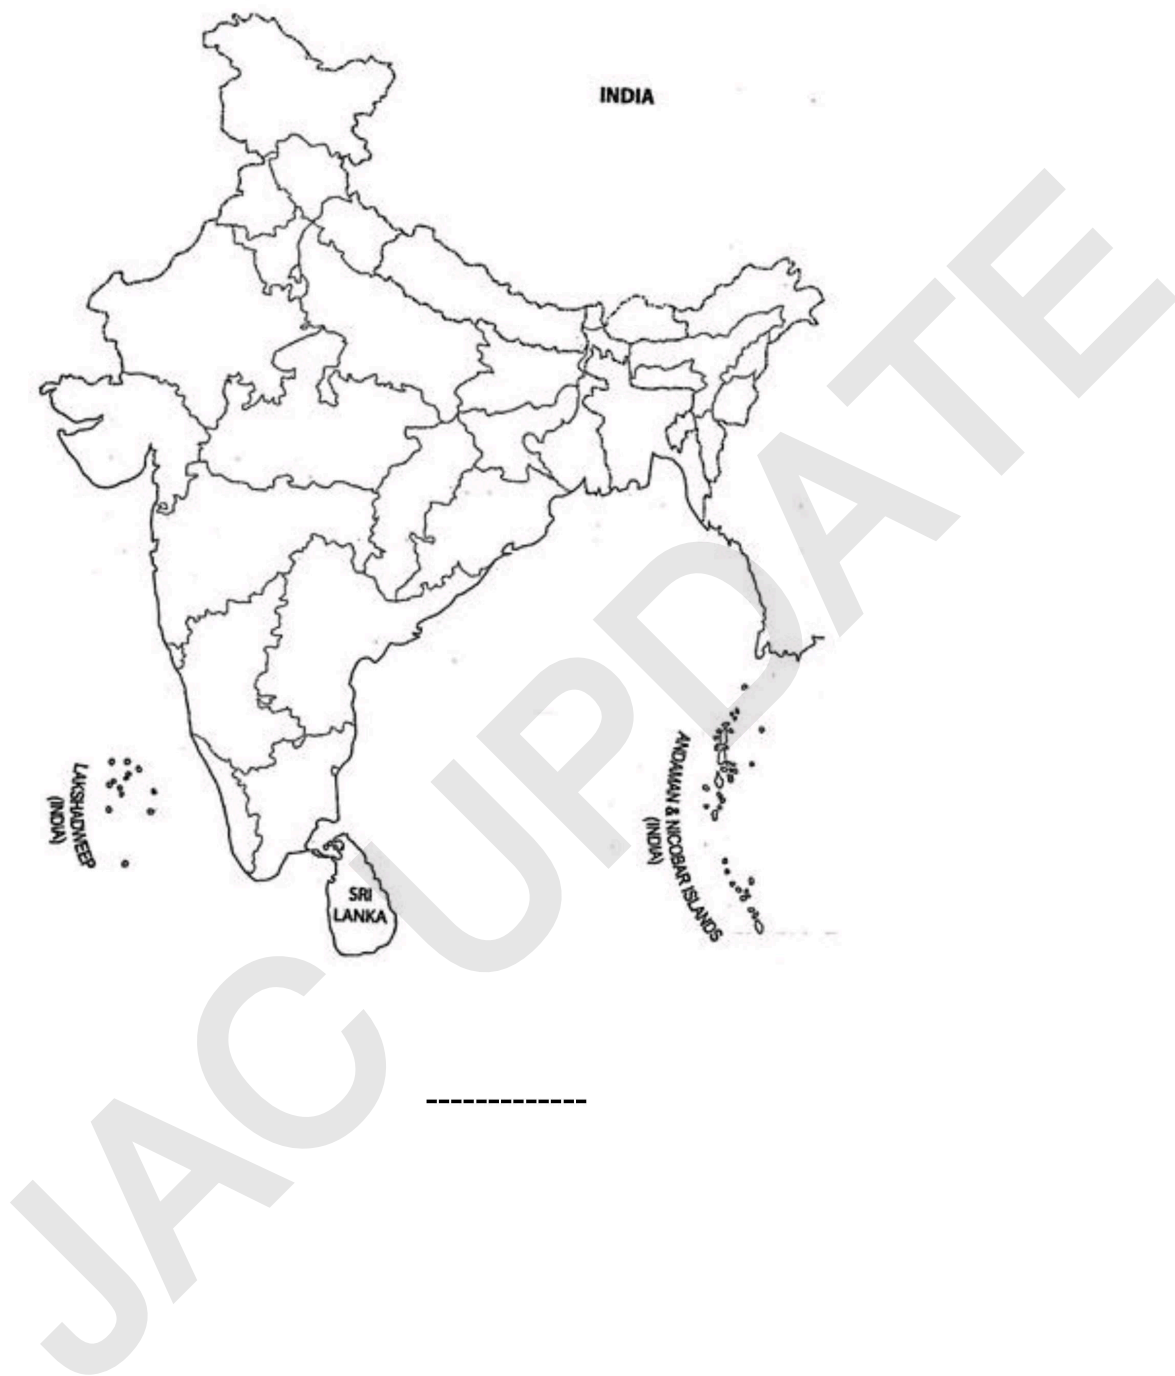 INDIA
LAKSHADWEEP
(INDIA)
ANDAMAN & NICOBAR ISLANDS
(INDIA)
SRI
LANKA
-------------
JAC UPDATE